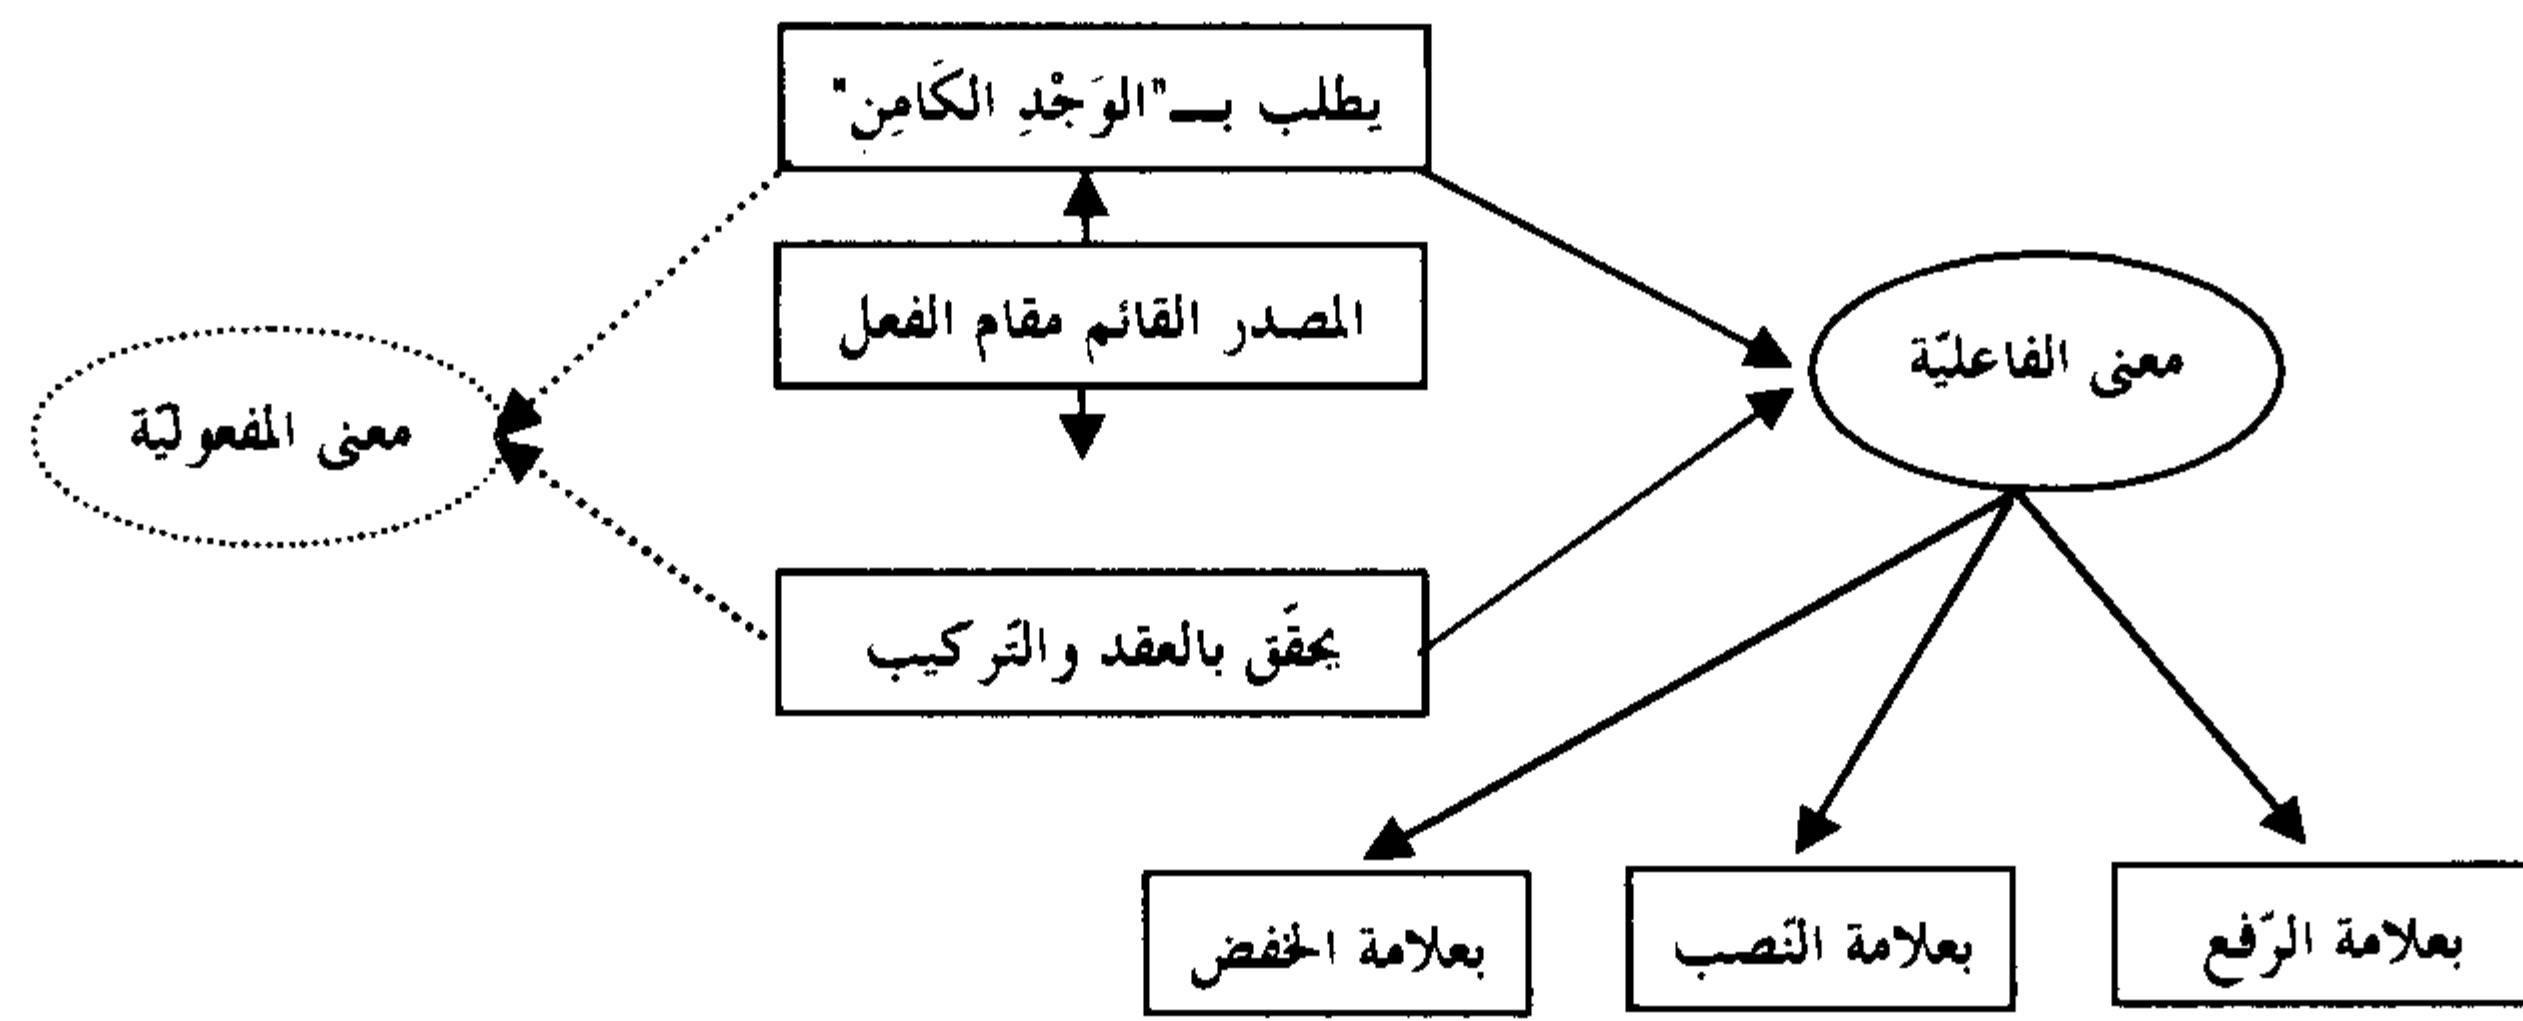 يطلب بـ"الوَجْدِ الكَامِنِ"
المصدر القائم مقام الفعل
معنى الفاعليّة
معنى المفعوليّة
يحقّق بالعقد والتّركيب
بعلامة الرّفع
بعلامة النّصب
بعلامة الخفض